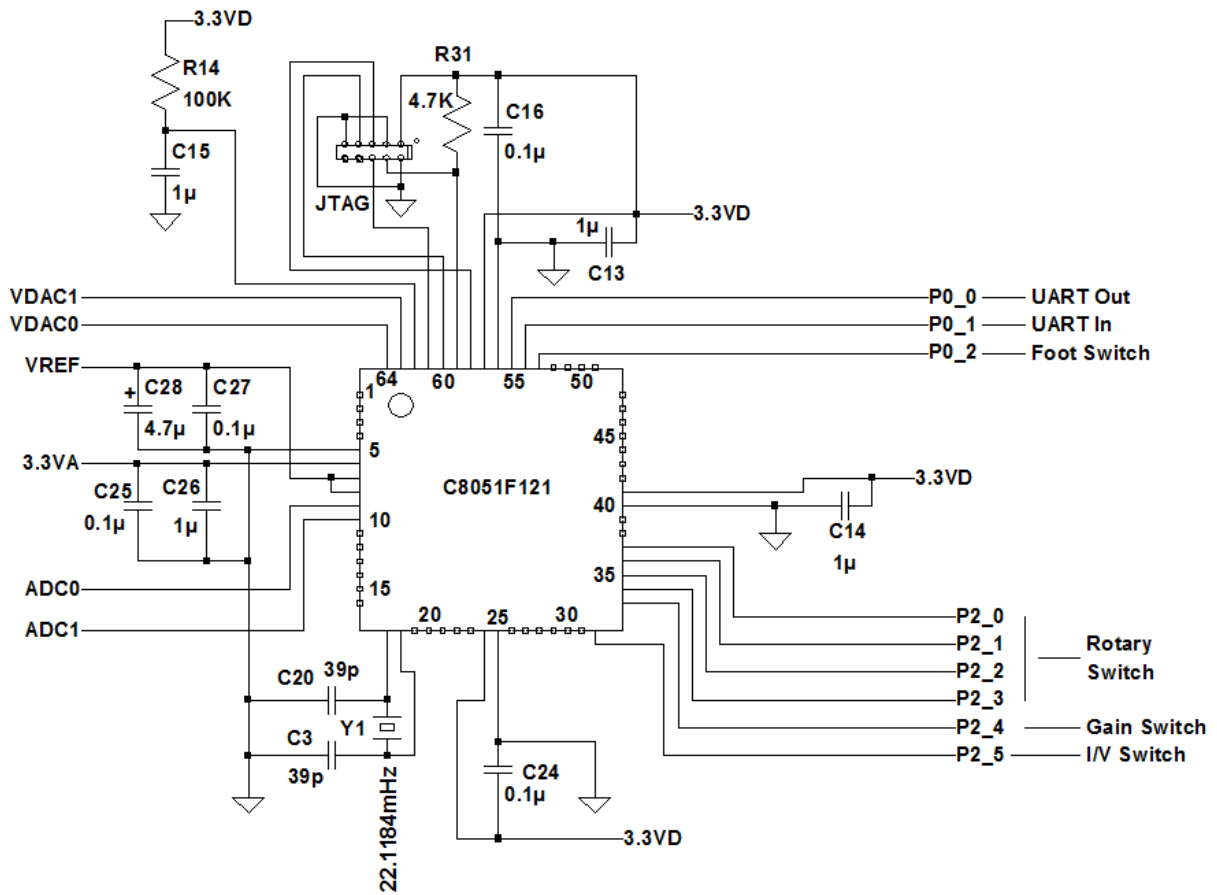 3.3VD
R14
100K
C15
1µ
R31
4.7K
C16
0.1µ
JTAG
3.3VD
1µ
C13
VDAC1
VDAC0
VREF
C28
C27
+
4.7µ
0.1µ
3.3VA
C25
C26
0.1µ
1µ
ADC0
ADC1
P0_0 UART Out
P0_1 UART In
P0_2 Foot Switch
64 60 55 50
1
5
10
15
45
40
35
20 25 30
C8051F121
3.3VD
C14
1µ
P2_0
P2_1
P2_2
P2_3
Rotary
Switch
P2_4 Gain Switch
P2_5 I/V Switch
C20
39p
Y1
C3
39p
22.1184mHz
C24
0.1µ
3.3VD